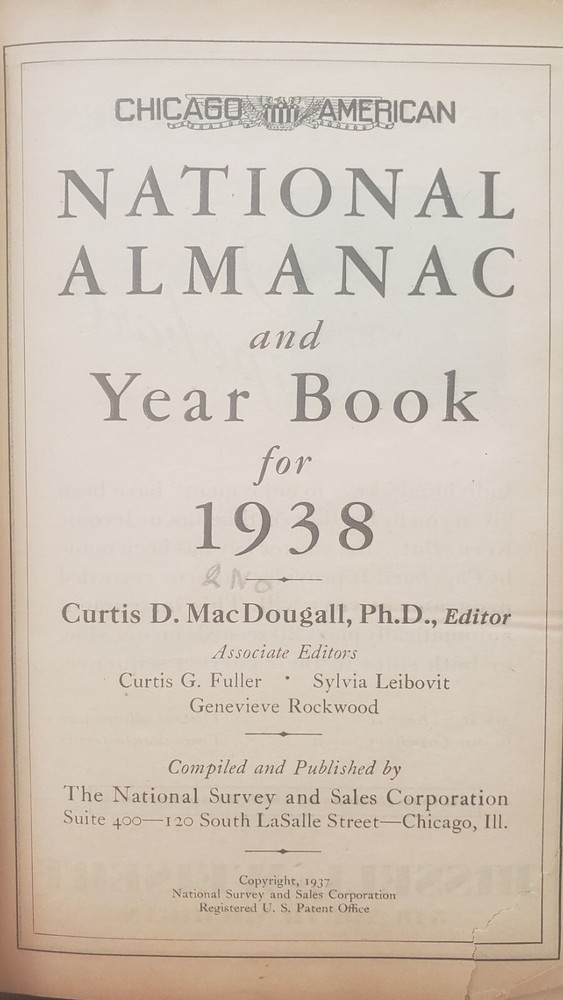 CHICAGO AMERICAN
NATIONAL
ALMANAC
and
Year Book
for
1938
2 No
Curtis D. MacDougall, Ph.D., Editor
Associate Editors
Curtis G. Fuller · Sylvia Leibovit
Genevieve Rockwood
Compiled and Published by
The National Survey and Sales Corporation
Suite 400—120 South LaSalle Street—Chicago, Ill.
Copyright, 1937
National Survey and Sales Corporation
Registered U. S. Patent Office